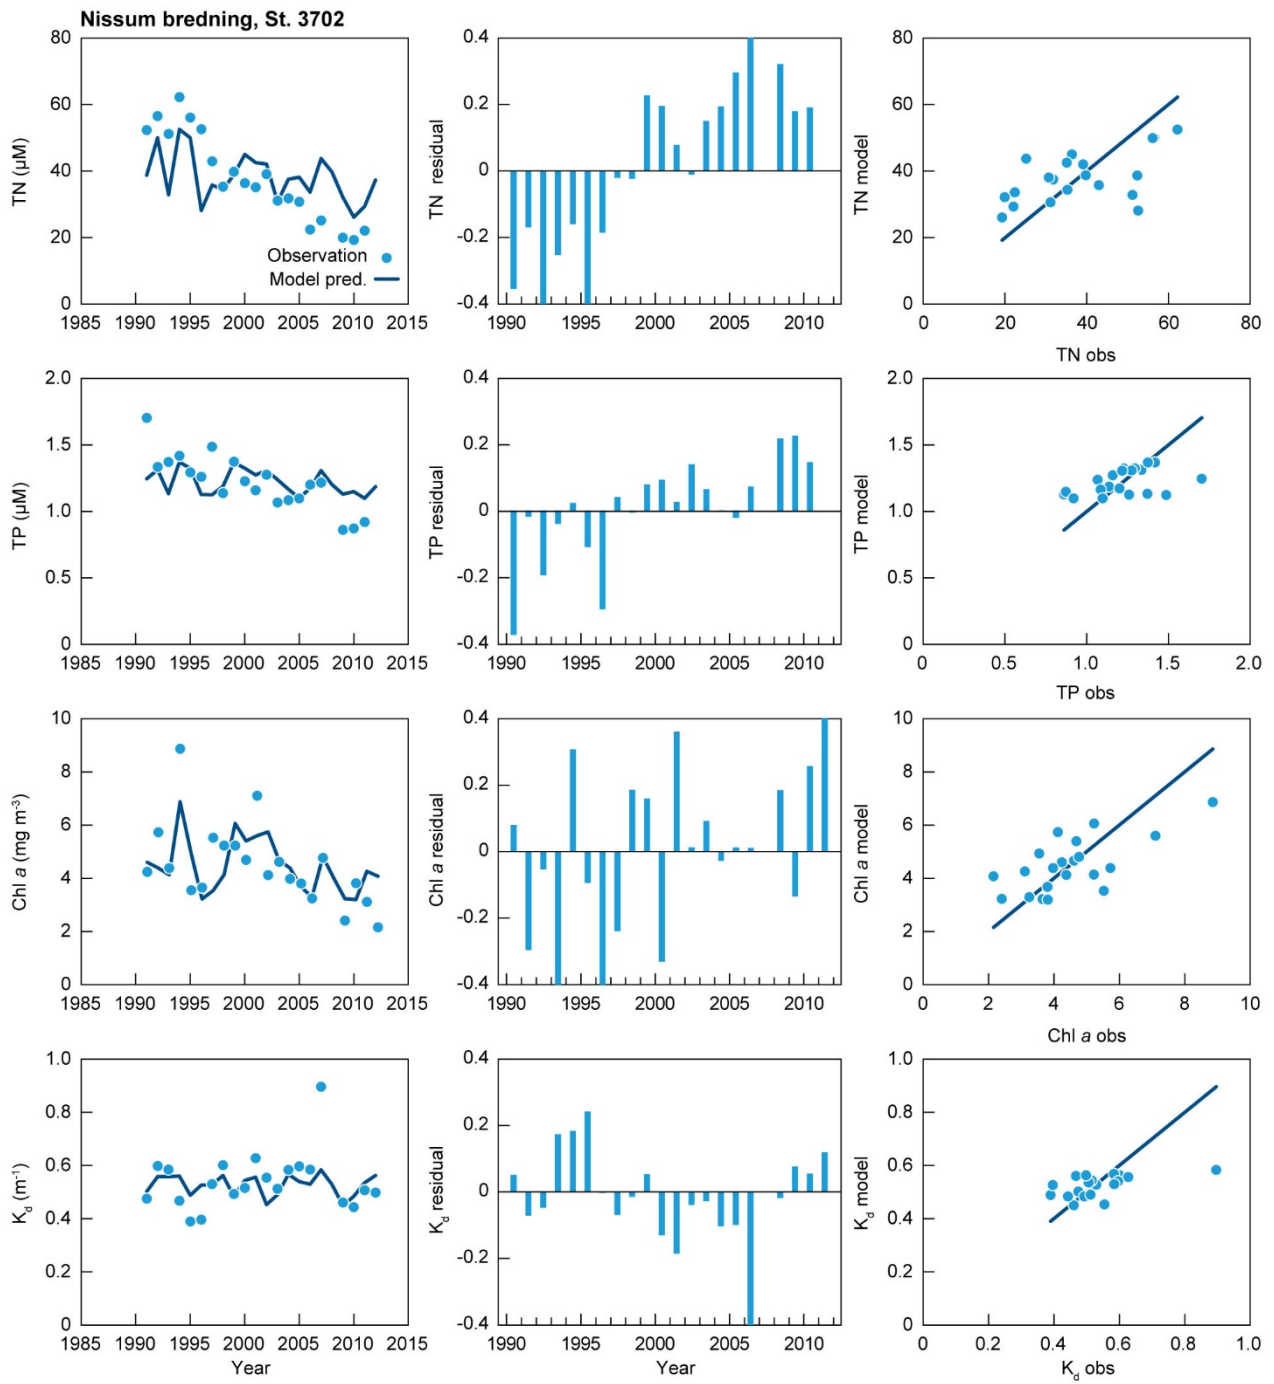 Nissum bredning, St. 3702
80
60
40
20
0
TN (µM)
Observation
Model pred.
1985 1990 1995 2000 2005 2010 2015
0.4
0.2
0
-0.2
-0.4
TN residual
1990 1995 2000 2005 2010
80
60
40
20
0
TN model
0 20 40 60 80
TN obs
2.0
1.5
1.0
0.5
0
TP (µM)
1985 1990 1995 2000 2005 2010 2015
0.4
0.2
0
-0.2
-0.4
TP residual
1990 1995 2000 2005 2010
2.0
1.5
1.0
0.5
0
TP model
0 0.5 1.0 1.5 2.0
TP obs
10
8
6
4
2
0
Chl a (mg m⁻³)
1985 1990 1995 2000 2005 2010 2015
0.4
0.2
0
-0.2
-0.4
Chl a residual
1990 1995 2000 2005 2010
10
8
6
4
2
0
Chl a model
0 2 4 6 8 10
Chl a obs
1.0
0.8
0.6
0.4
0.2
0
K_d (m⁻¹)
1985 1990 1995 2000 2005 2010 2015
Year
0.4
0.2
0
-0.2
-0.4
K_d residual
1990 1995 2000 2005 2010
Year
1.0
0.8
0.6
0.4
0.2
0
K_d model
0 0.2 0.4 0.6 0.8 1.0
K_d obs